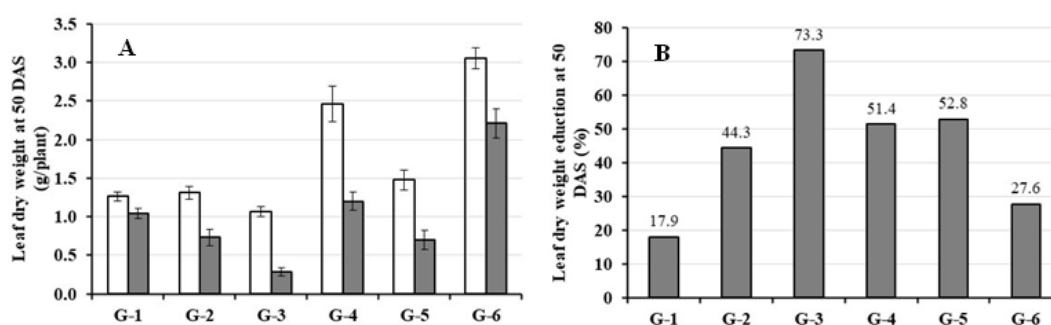 A
Leaf dry weight at 50 DAS
(g/plant)
3.5
3.0
2.5
2.0
1.5
1.0
0.5
0.0
G-1 G-2 G-3 G-4 G-5 G-6
B
Leaf dry weight eduction at 50
DAS (%)
80
70
60
50
40
30
20
10
0
17.9
44.3
73.3
51.4
52.8
27.6
G-1 G-2 G-3 G-4 G-5 G-6